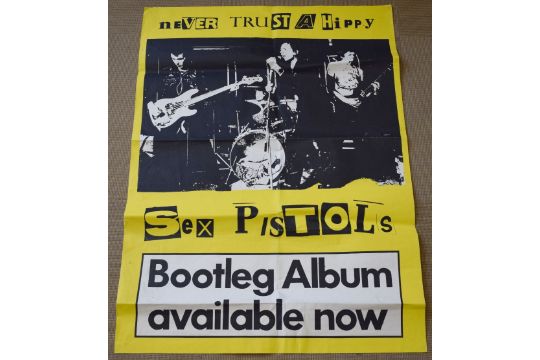 neVER TRUST A HiPPy
Sex PisTOLs
Bootleg Album
available now